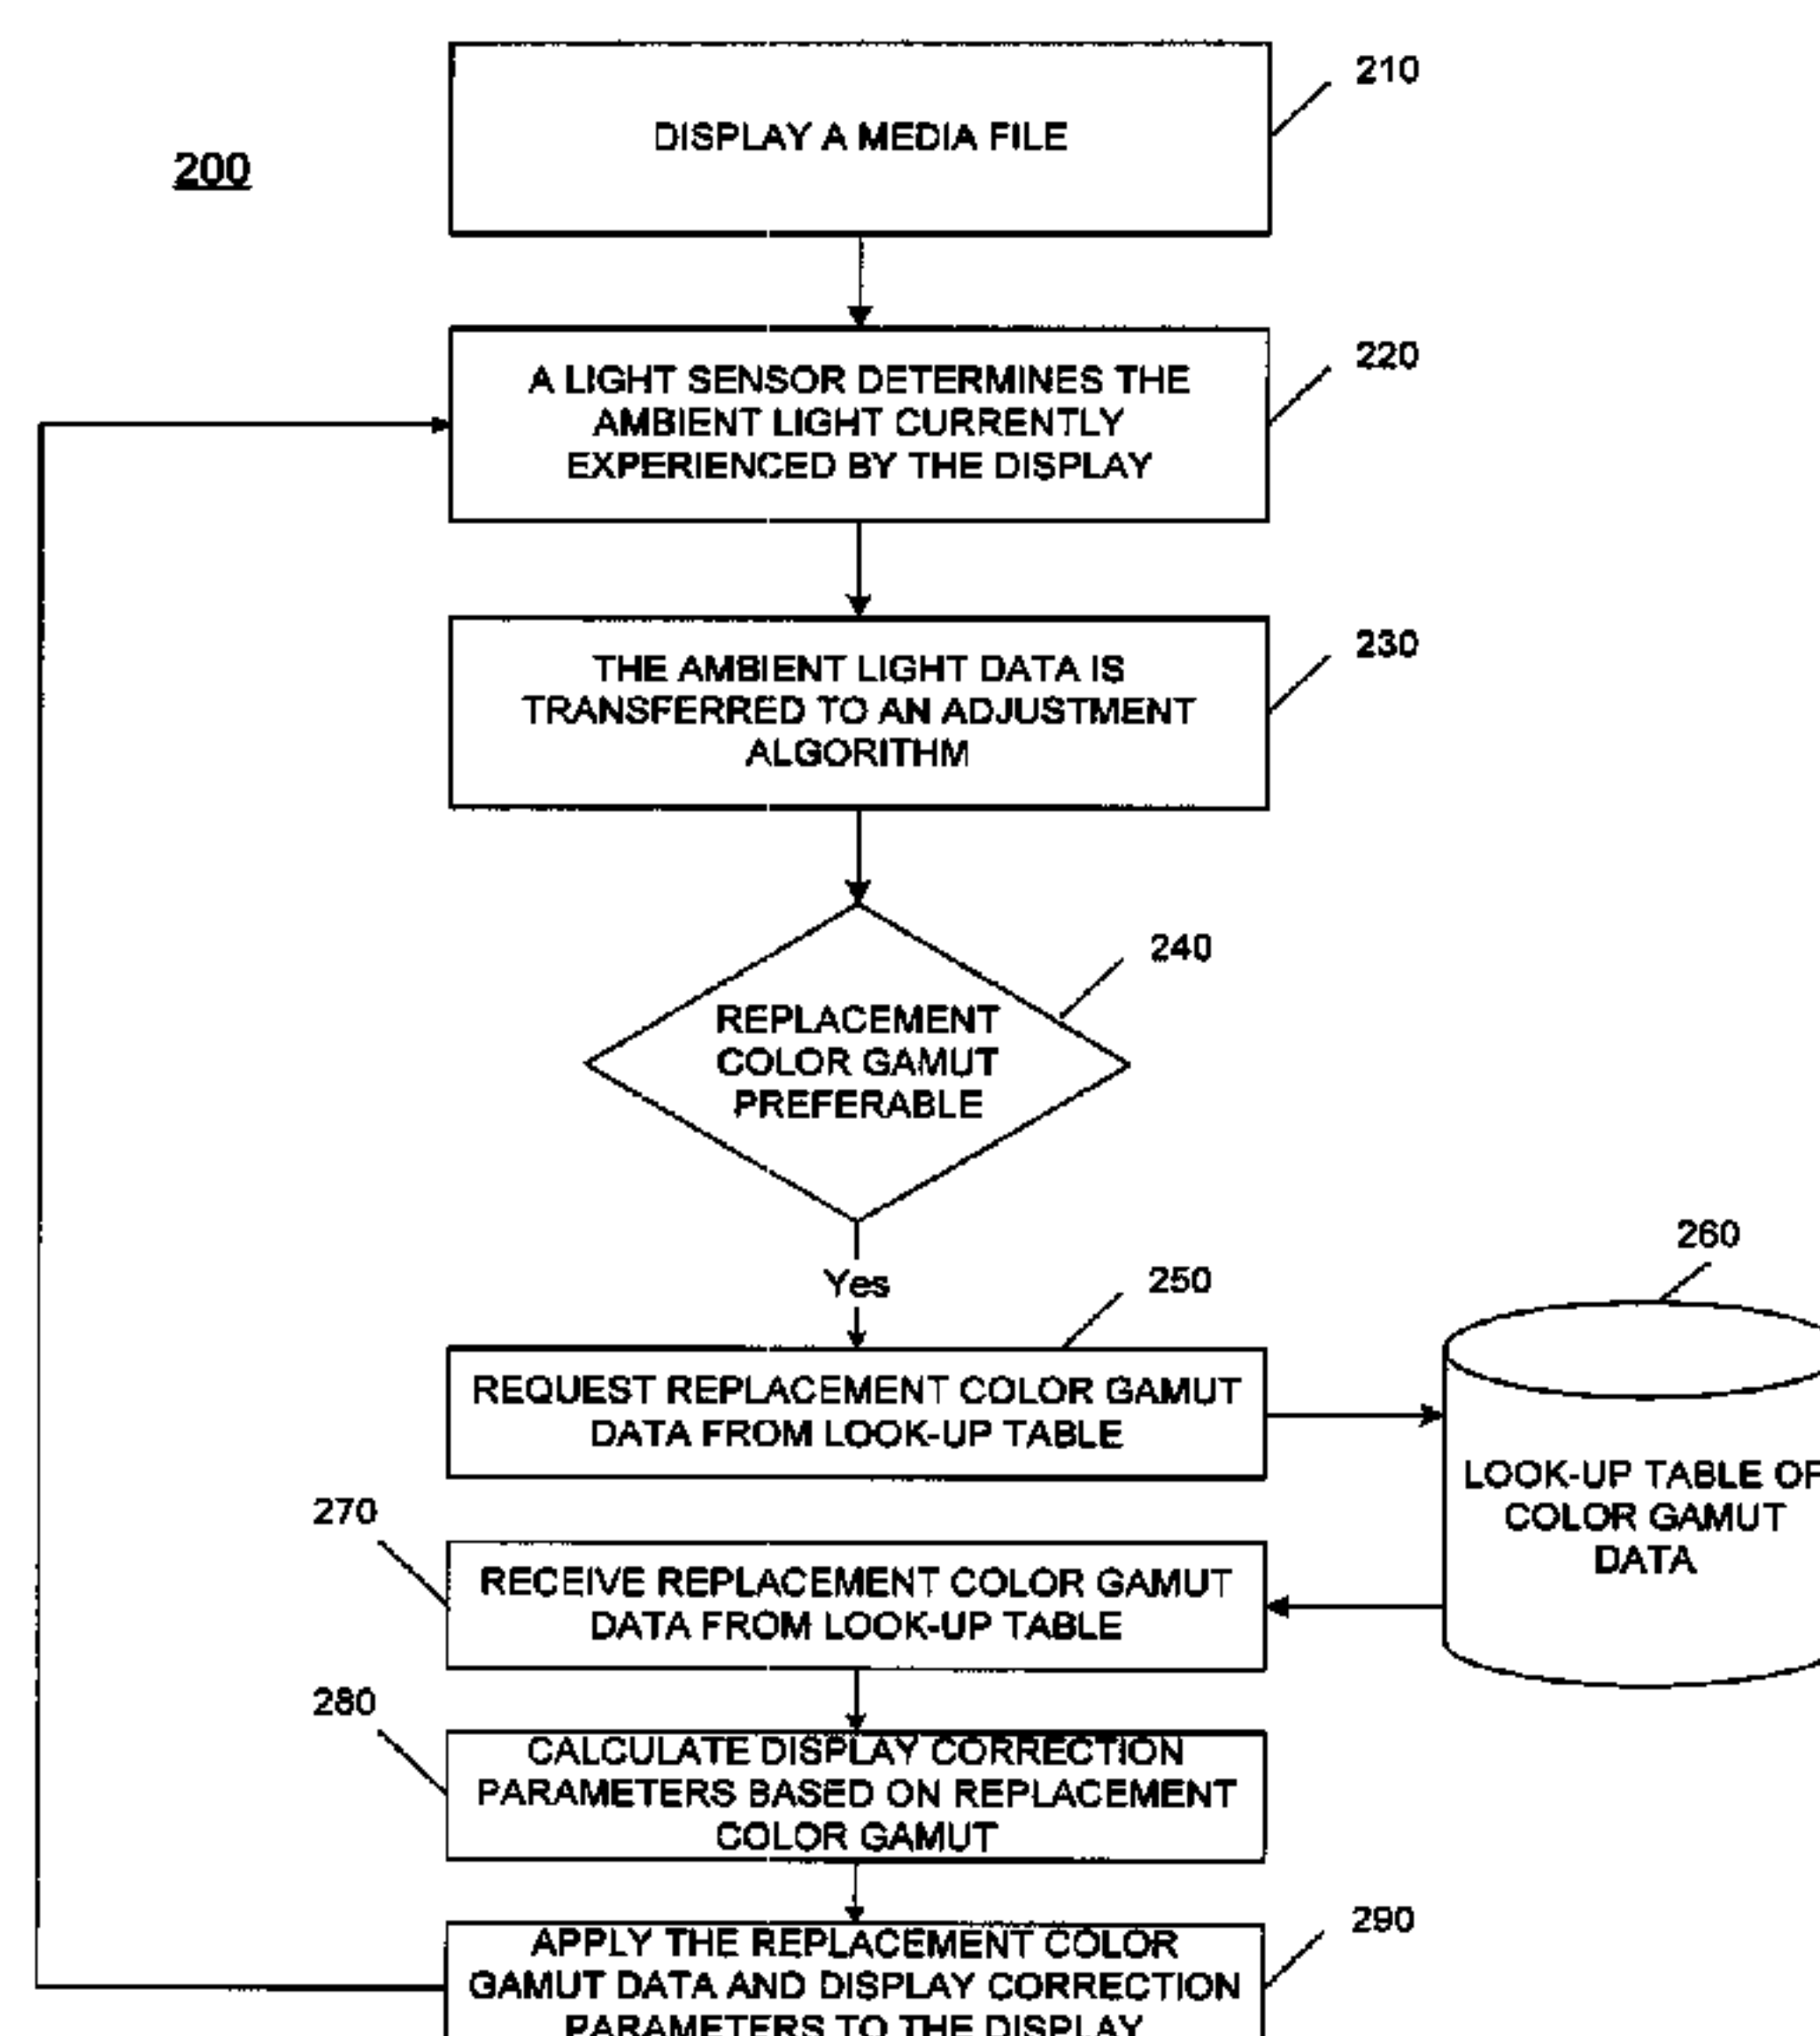 210
DISPLAY A MEDIA FILE
200
220
A LIGHT SENSOR DETERMINES THE
AMBIENT LIGHT CURRENTLY
EXPERIENCED BY THE DISPLAY
230
THE AMBIENT LIGHT DATA IS
TRANSFERRED TO AN ADJUSTMENT
ALGORITHM
240
REPLACEMENT
COLOR GAMUT
PREFERABLE
260
Yes
250
REQUEST REPLACEMENT COLOR GAMUT
DATA FROM LOOK-UP TABLE
LOOK-UP TABLE OF
COLOR GAMUT
DATA
270
RECEIVE REPLACEMENT COLOR GAMUT
DATA FROM LOOK-UP TABLE
280
CALCULATE DISPLAY CORRECTION
PARAMETERS BASED ON REPLACEMENT
COLOR GAMUT
290
APPLY THE REPLACEMENT COLOR
GAMUT DATA AND DISPLAY CORRECTION
PARAMETERS TO THE DISPLAY